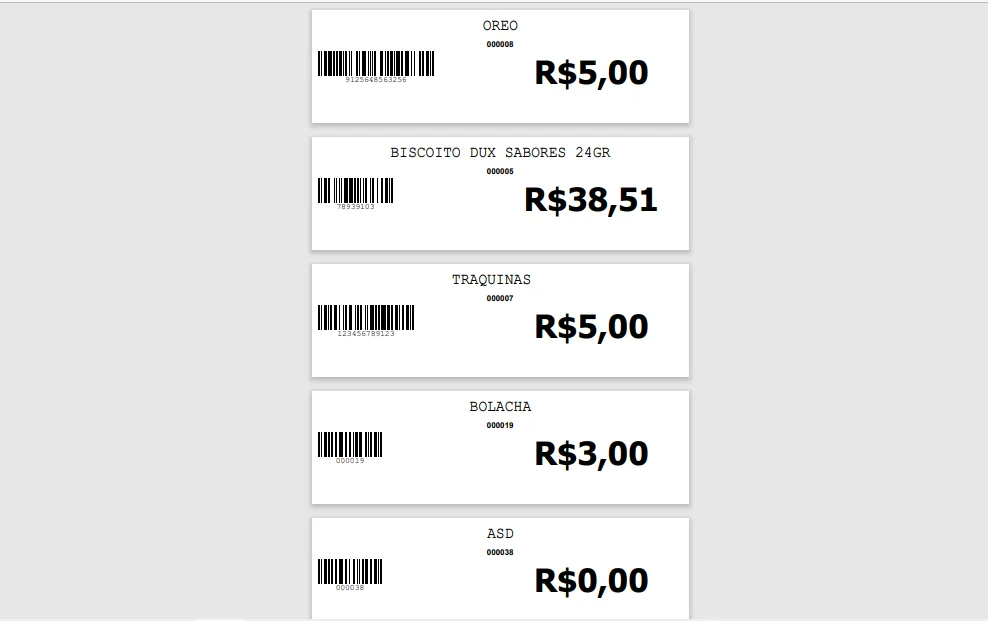 OREO
000008
9125648563256
R$5,00
BISCOITO DUX SABORES 24GR
000005
78939103
R$38,51
TRAQUINAS
000007
123456789123
R$5,00
BOLACHA
000019
000019
R$3,00
ASD
000038
000038
R$0,00